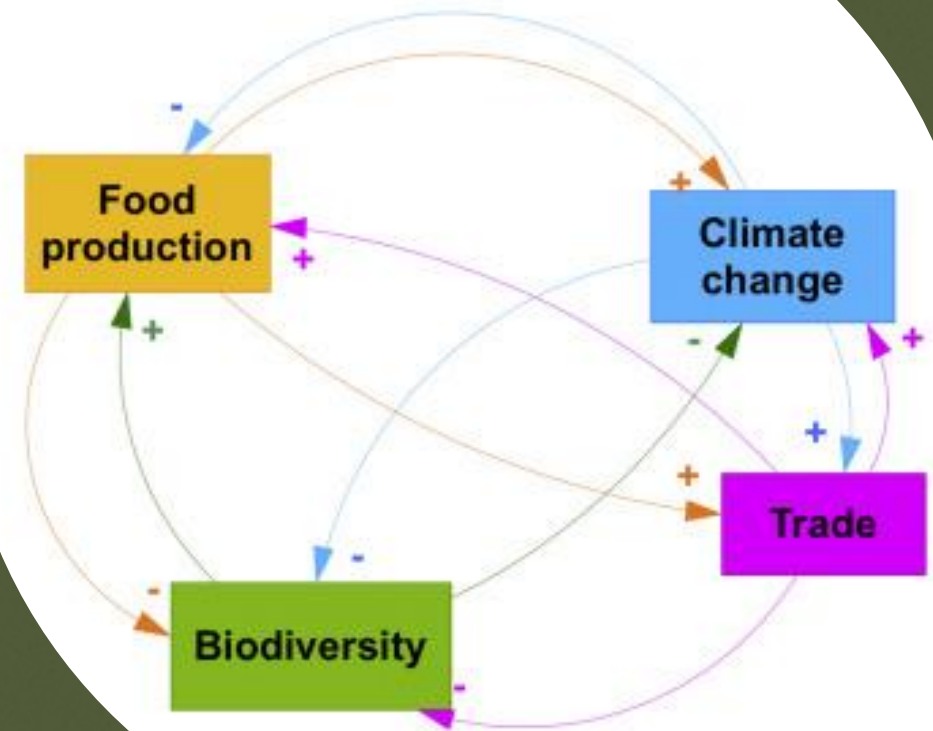 -
+
Food
production
Climate
change
+
+
-
+
+
+
Trade
-
-
Biodiversity
-